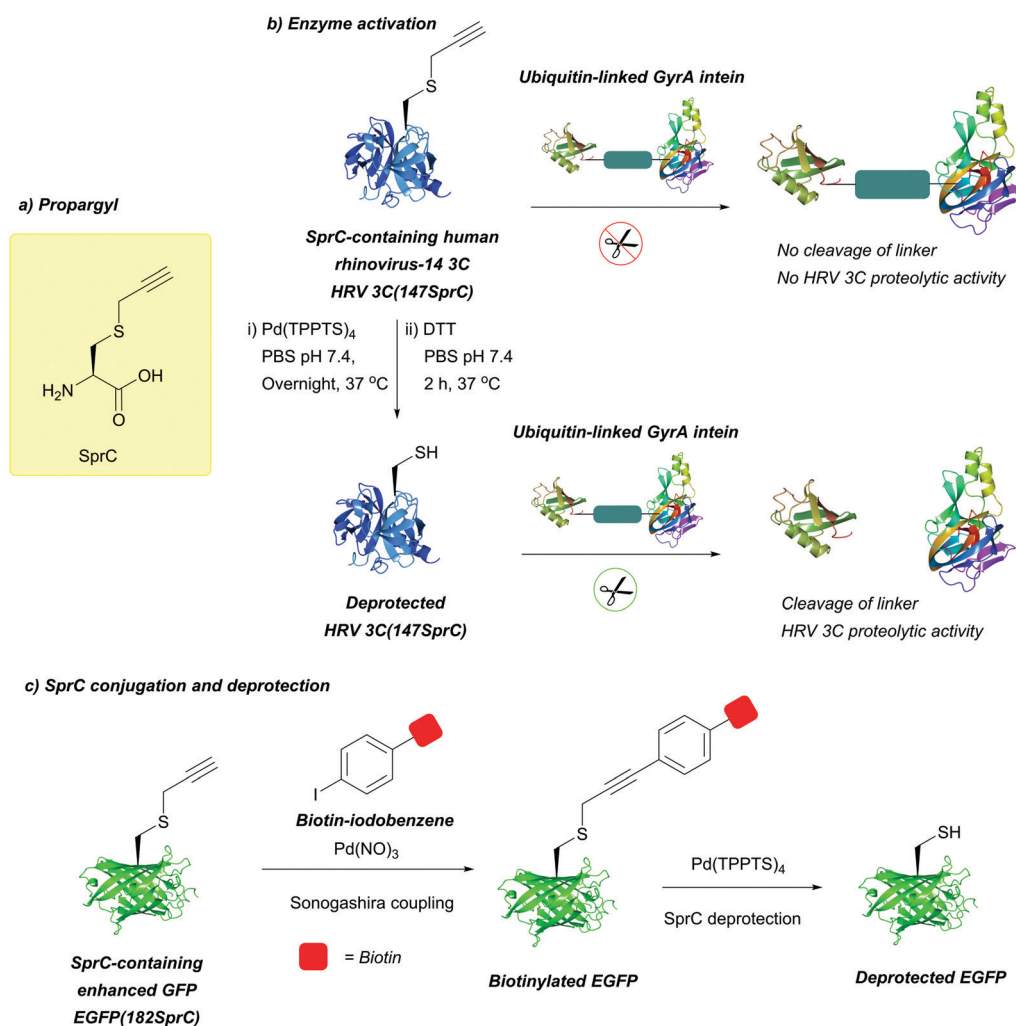 b) Enzyme activation
S
Ubiquitin-linked GyrA intein
SprC-containing human
rhinovirus-14 3C
HRV 3C(147SprC)
No cleavage of linker
No HRV 3C proteolytic activity
a) Propargyl
S
H₂N
OH
O
SprC
i) Pd(TPPTS)₄
PBS pH 7.4,
Overnight, 37 °C
ii) DTT
PBS pH 7.4
2 h, 37 °C
SH
Deprotected
HRV 3C(147SprC)
Ubiquitin-linked GyrA intein
Cleavage of linker
HRV 3C proteolytic activity
c) SprC conjugation and deprotection
S
SprC-containing
enhanced GFP
EGFP(182SprC)
I
Biotin-iodobenzene
Pd(NO)₃
Sonogashira coupling
= Biotin
S
Biotinylated EGFP
Pd(TPPTS)₄
SprC deprotection
SH
Deprotected EGFP